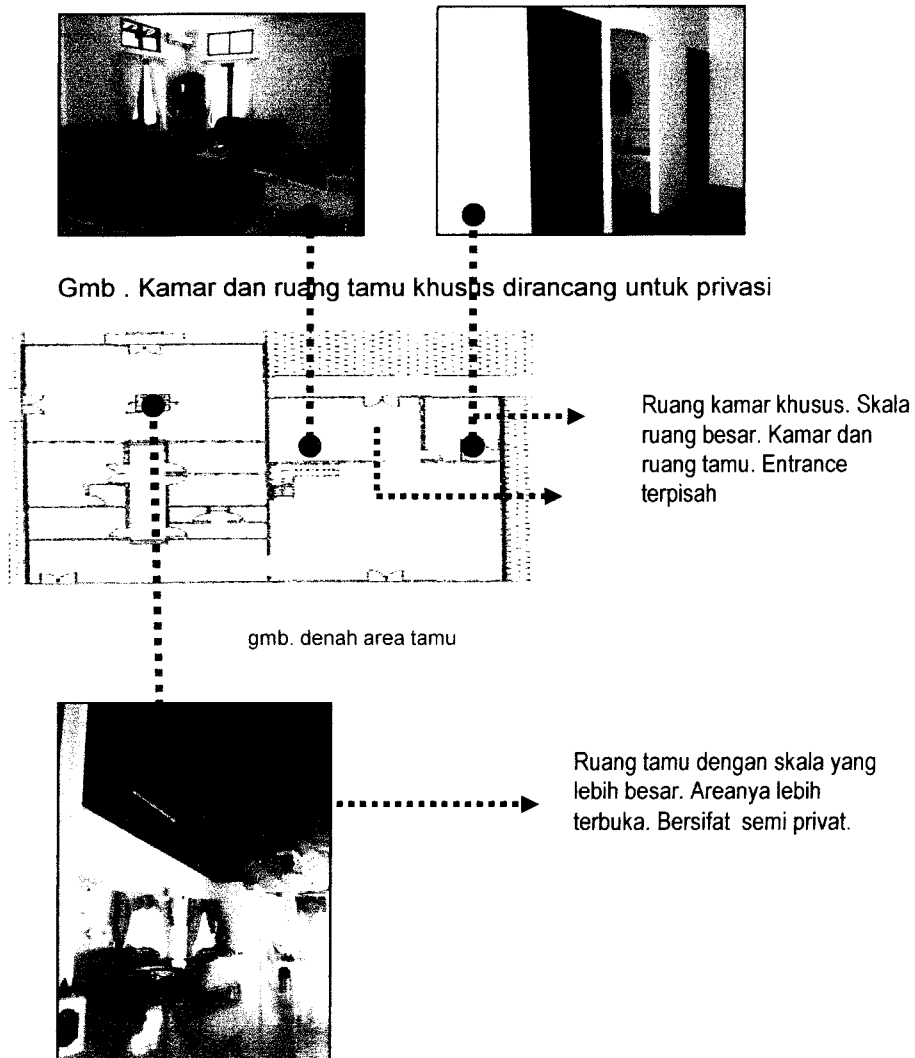 Gmb . Kamar dan ruang tamu khusus dirancang untuk privasi
Ruang kamar khusus. Skala
ruang besar. Kamar dan
ruang tamu. Entrance
terpisah
gmb. denah area tamu
Ruang tamu dengan skala yang
lebih besar. Areanya lebih
terbuka. Bersifat semi privat.